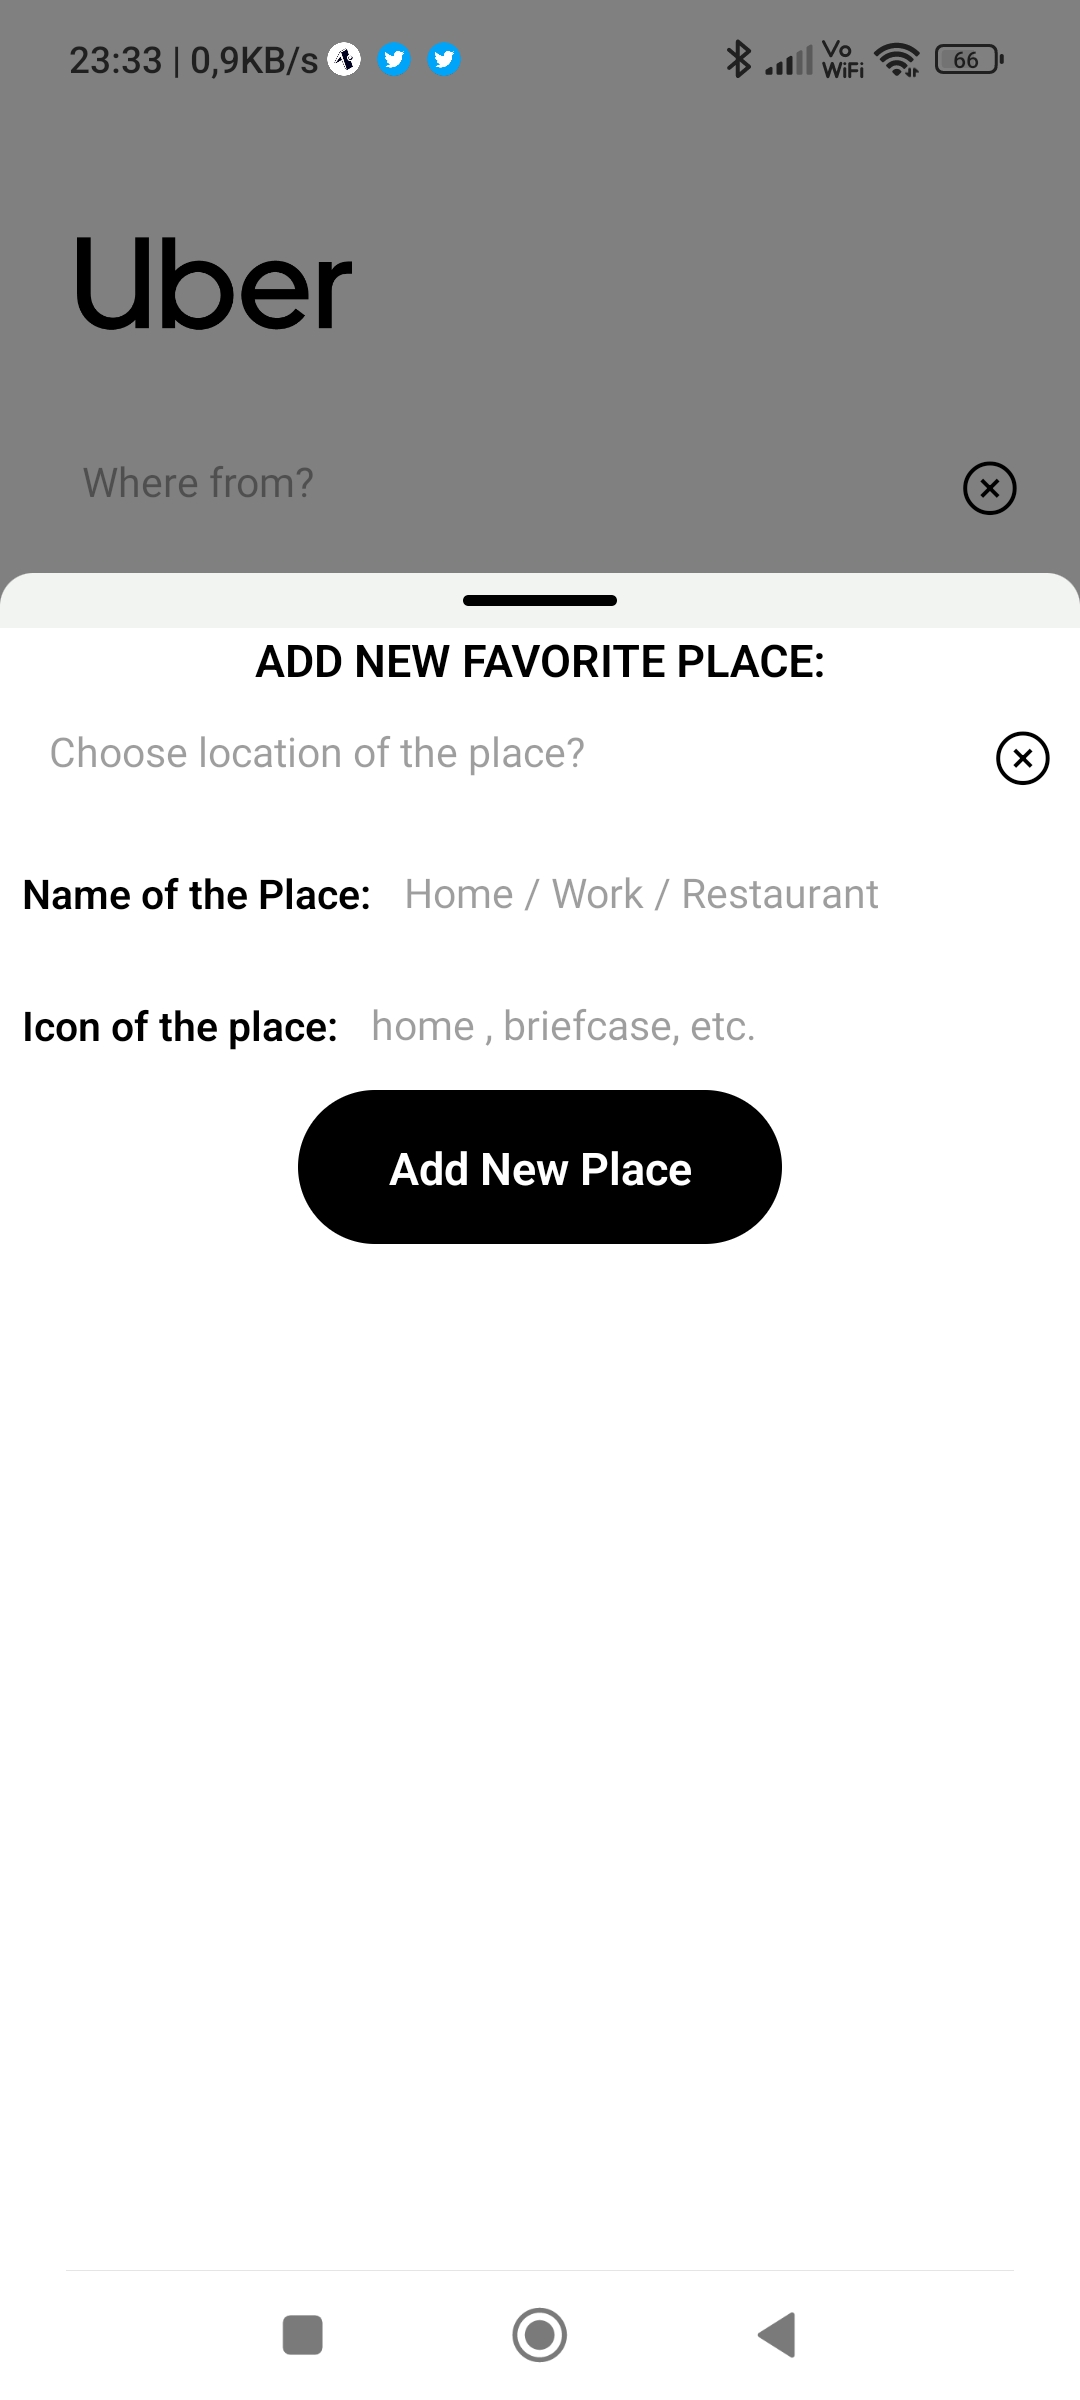 23:33 | 0,9KB/s
Vo
WiFi
66
Uber
Where from?
ADD NEW FAVORITE PLACE:
Choose location of the place?
Name of the Place: Home / Work / Restaurant
Icon of the place: home , briefcase, etc.
Add New Place